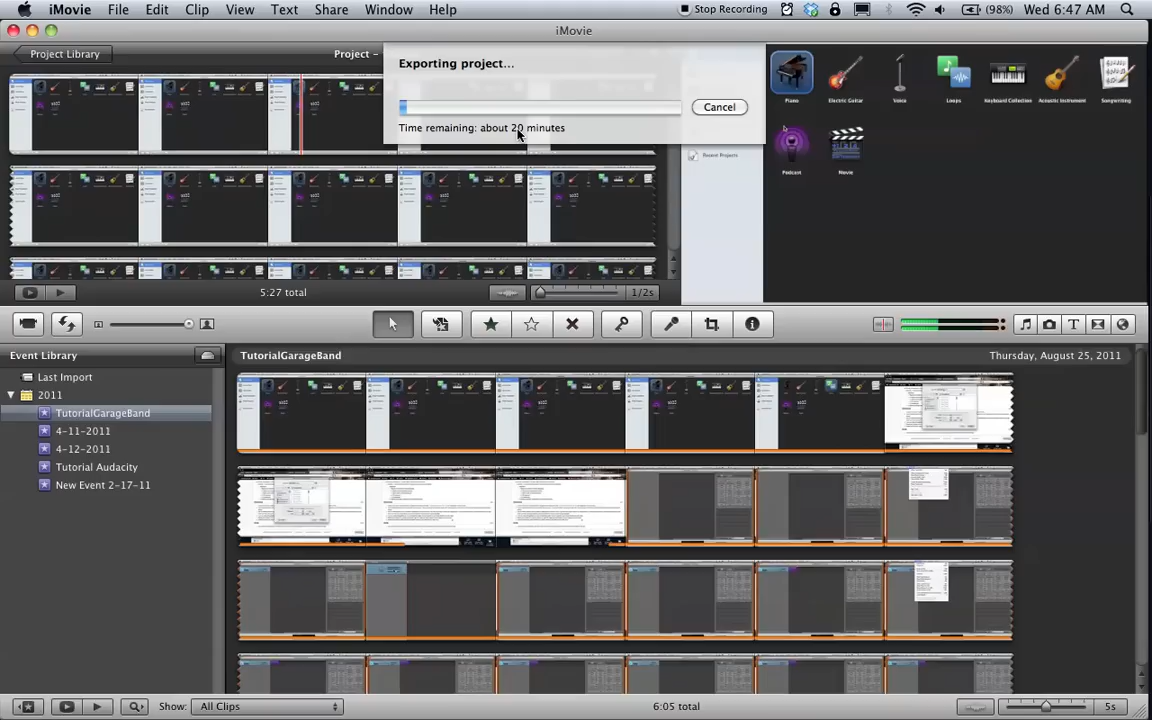 iMovie File Edit Clip View Text Share Window Help Stop Recording (98%) Wed 6:47 AM
iMovie
Project Library
Project -
Exporting project...
Cancel
Time remaining: about 20 minutes
Piano Electric Guitar Voice Loops Keyboard Collection Acoustic Instrument Songwriting
Recent Projects
Podcast Movie
5:27 total
1/2s
Event Library
TutorialGarageBand
Thursday, August 25, 2011
Last Import
2011
TutorialGarageBand
4-11-2011
4-12-2011
Tutorial Audacity
New Event 2-17-11
Show: All Clips
6:05 total
5s